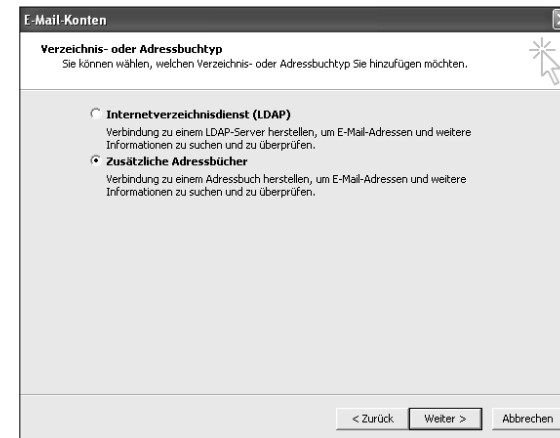 E-Mail-Konten
Verzeichnis- oder Adressbuchtyp
Sie können wählen, welchen Verzeichnis- oder Adressbuchtyp Sie hinzufügen möchten.
Internetverzeichnisdienst (LDAP)
Verbindung zu einem LDAP-Server herstellen, um E-Mail-Adressen und weitere
Informationen zu suchen und zu überprüfen.
Zusätzliche Adressbücher
Verbindung zu einem Adressbuch herstellen, um E-Mail-Adressen und weitere
Informationen zu suchen und zu überprüfen.
< Zurück Weiter > Abbrechen